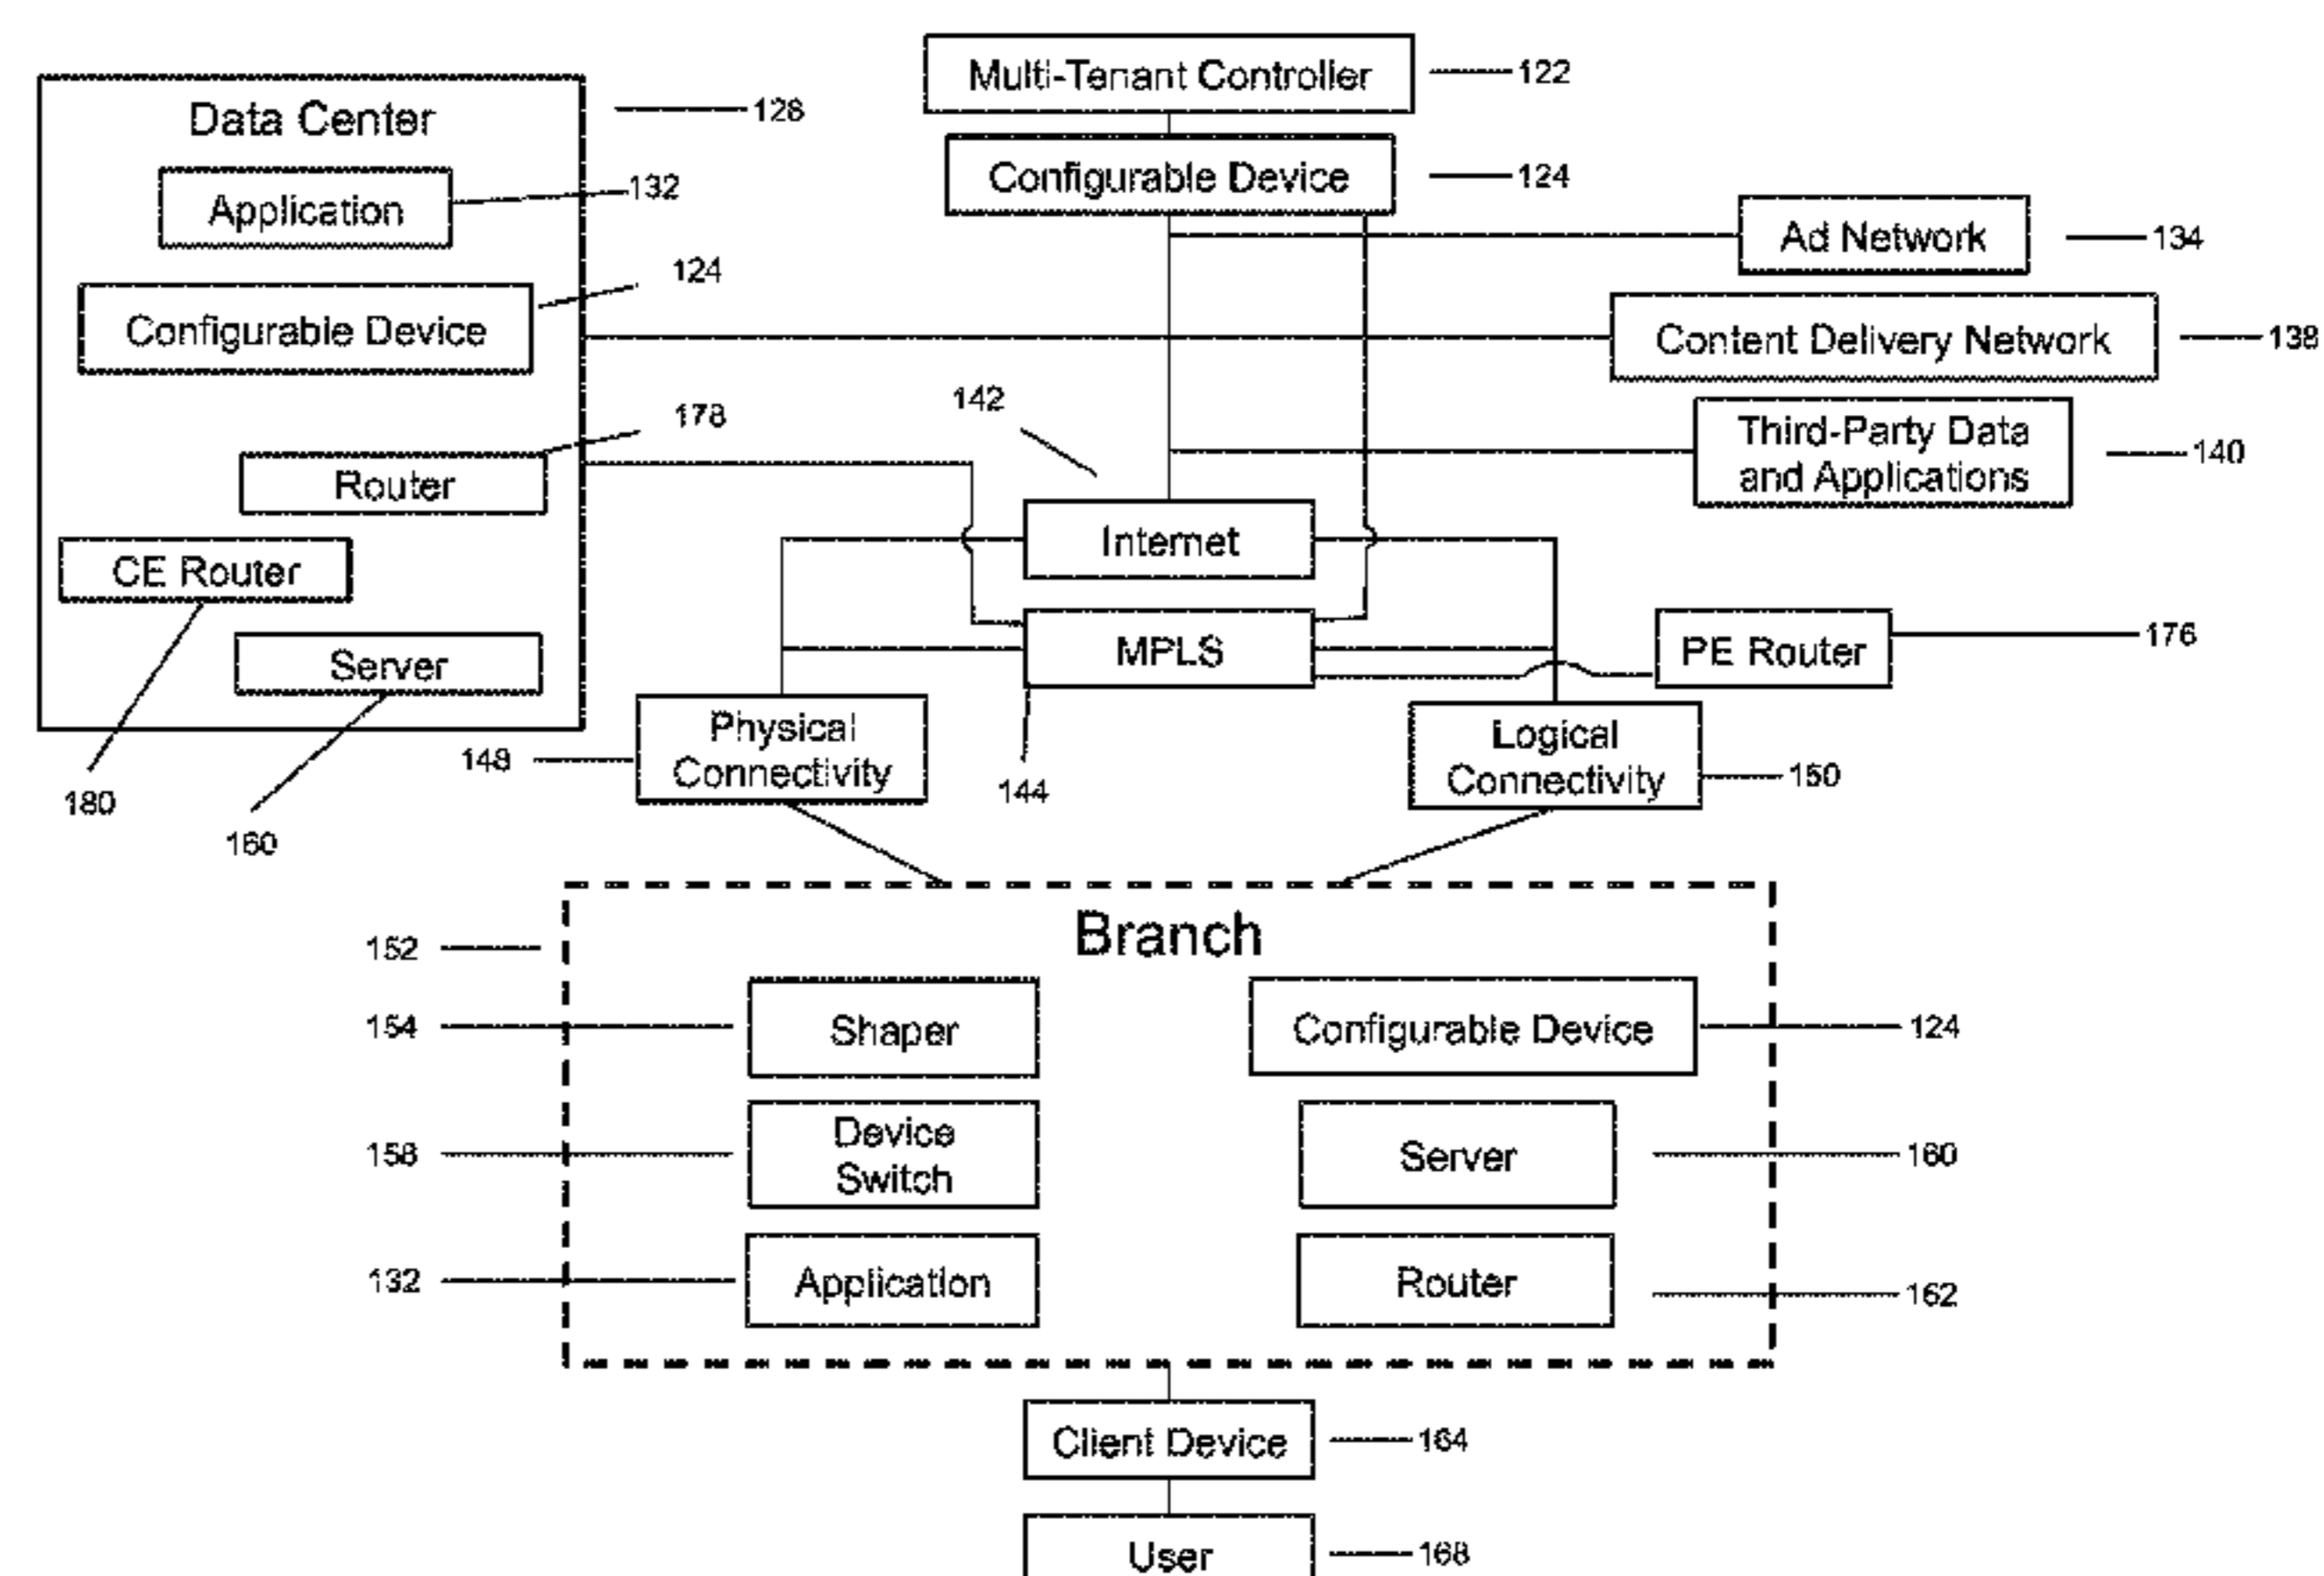 Multi-Tenant Controller
122
Data Center
128
Configurable Device
124
Application
132
Ad Network
134
Configurable Device
124
Content Delivery Network
138
Third-Party Data
and Applications
140
142
Router
178
Internet
CE Router
180
MPLS
144
PE Router
176
Server
160
Physical
Connectivity
148
Logical
Connectivity
150
Branch
152
Shaper
154
Configurable Device
124
Device
Switch
158
Server
160
Application
132
Router
162
Client Device
164
User
168